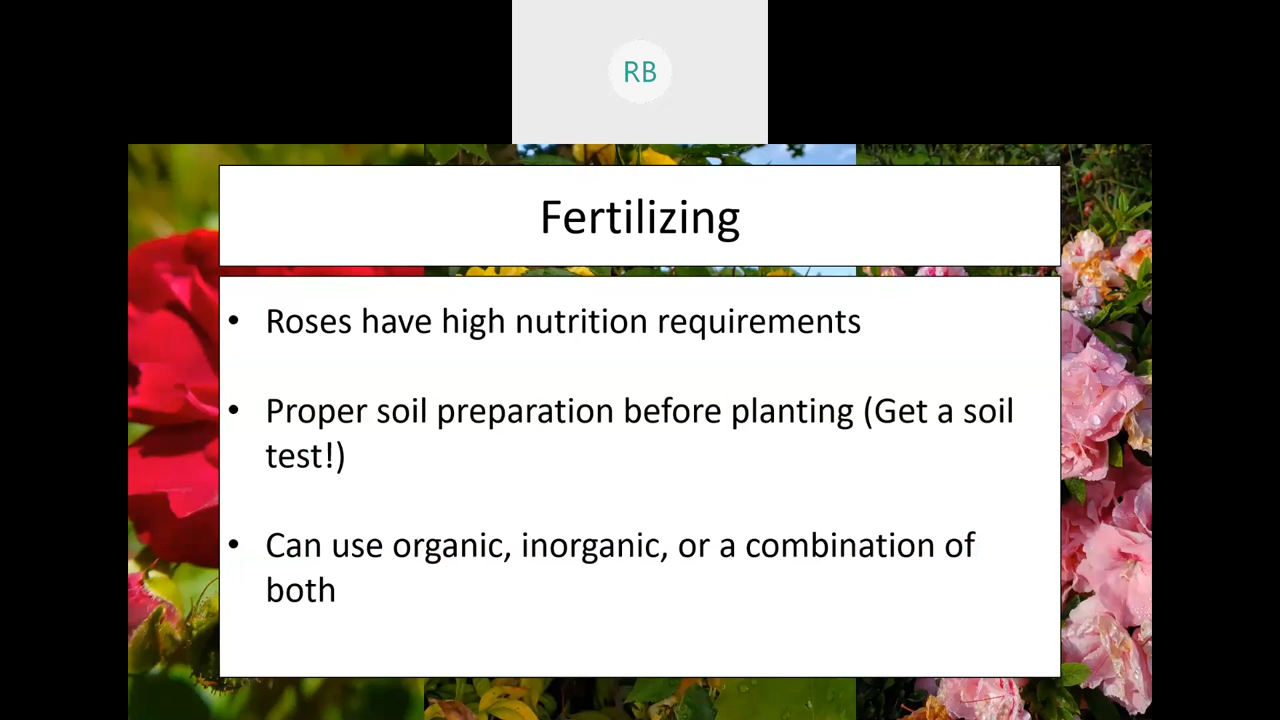 RB
Fertilizing
• Roses have high nutrition requirements
• Proper soil preparation before planting (Get a soil
test!)
• Can use organic, inorganic, or a combination of
both